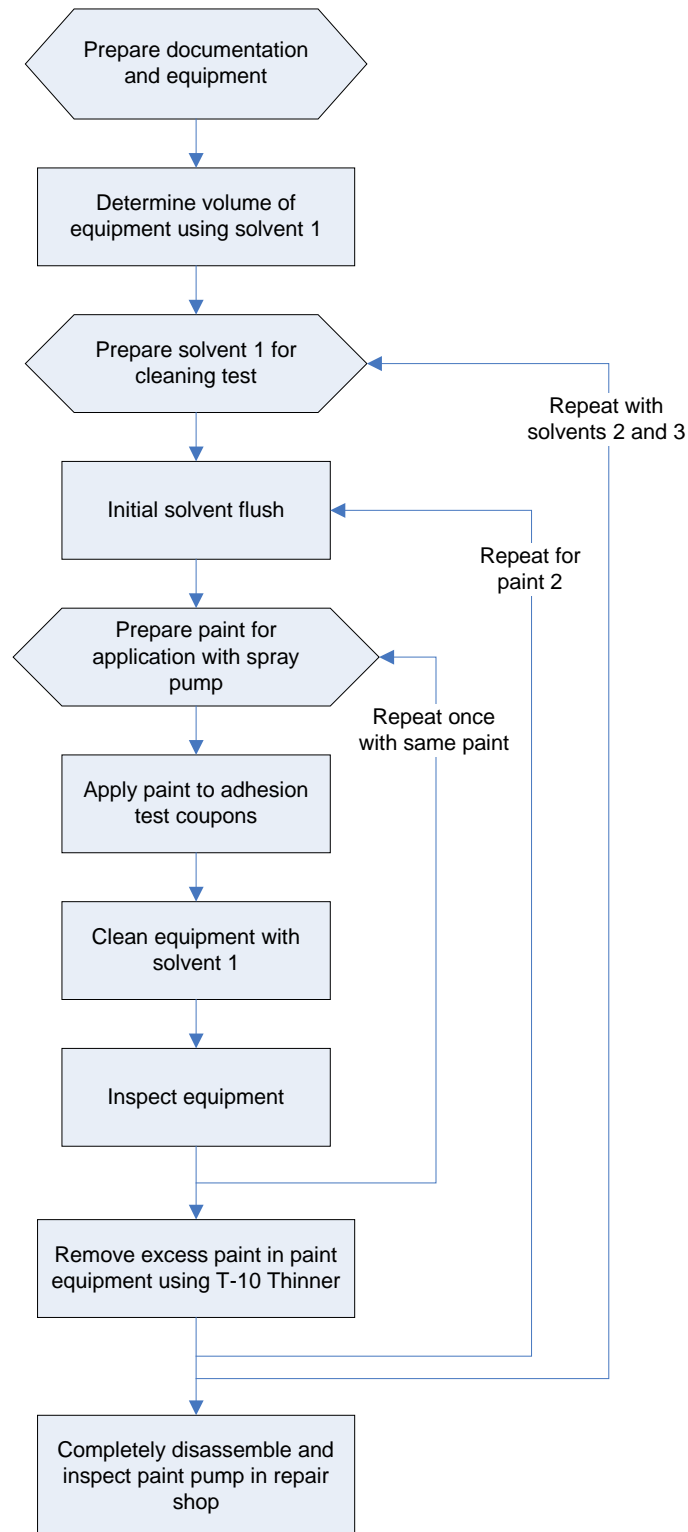 Prepare documentation
and equipment
Determine volume of
equipment using solvent 1
Prepare solvent 1 for
cleaning test
Repeat with
solvents 2 and 3
Initial solvent flush
Repeat for
paint 2
Prepare paint for
application with spray
pump
Repeat once
with same paint
Apply paint to adhesion
test coupons
Clean equipment with
solvent 1
Inspect equipment
Remove excess paint in paint
equipment using T-10 Thinner
Completely disassemble and
inspect paint pump in repair
shop